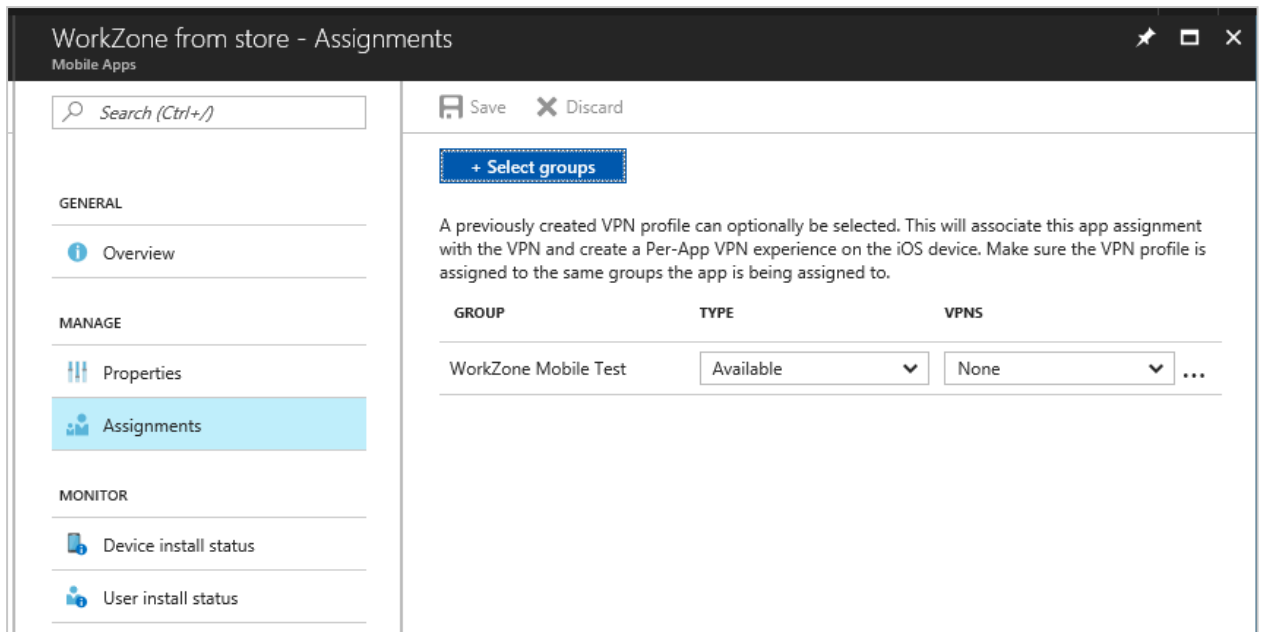 WorkZone from store - Assignments
Mobile Apps
Search (Ctrl+/)
GENERAL
Overview
MANAGE
Properties
Assignments
MONITOR
Device install status
User install status
Save Discard
+ Select groups
A previously created VPN profile can optionally be selected. This will associate this app assignment
with the VPN and create a Per-App VPN experience on the iOS device. Make sure the VPN profile is
assigned to the same groups the app is being assigned to.
GROUP TYPE VPNS
WorkZone Mobile Test Available None ...